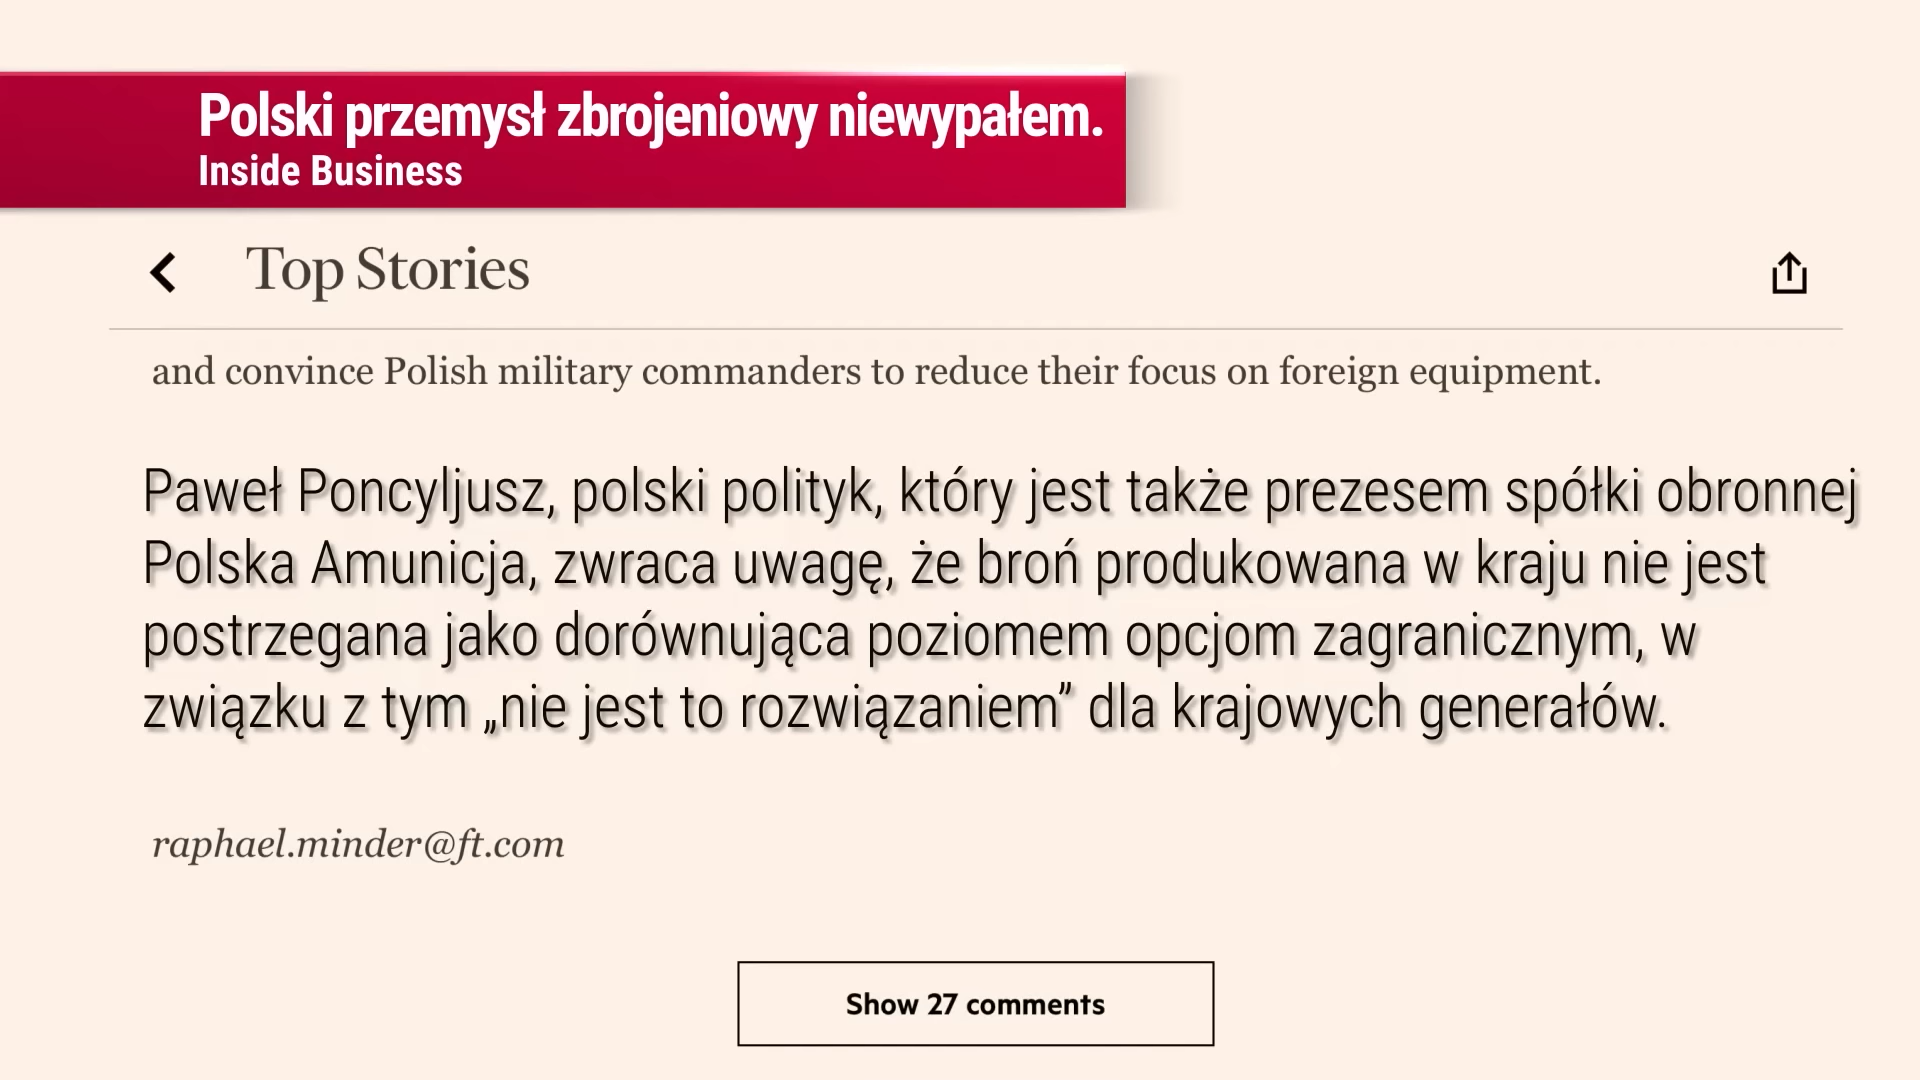 Polski przemysł zbrojeniowy niewypałem.
Inside Business
Top Stories
and convince Polish military commanders to reduce their focus on foreign equipment.
Paweł Poncyljusz, polski polityk, który jest także prezesem spółki obronnej
Polska Amunicja, zwraca uwagę, że broń produkowana w kraju nie jest
postrzegana jako dorównująca poziomem opcjom zagranicznym, w
związku z tym „nie jest to rozwiązaniem” dla krajowych generałów.
raphael.minder@ft.com
Show 27 comments